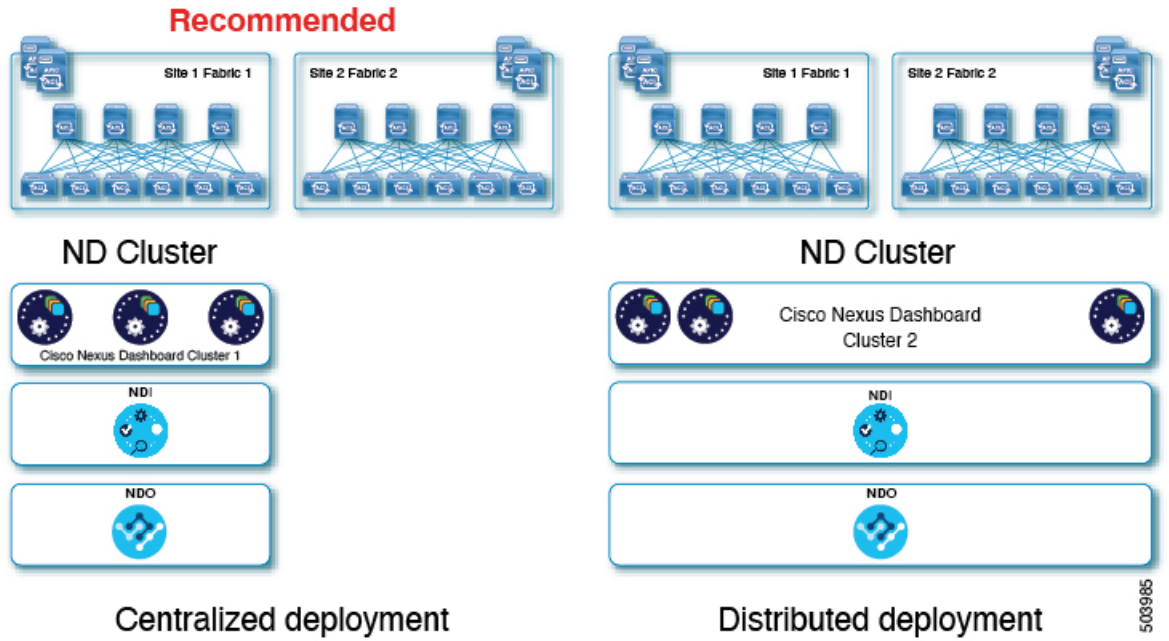 Recommended
Site 1 Fabric 1
Site 2 Fabric 2
Site 1 Fabric 1
Site 2 Fabric 2
ND Cluster
ND Cluster
Cisco Nexus Dashboard Cluster 1
Cisco Nexus Dashboard
Cluster 2
NDI
NDI
NDO
NDO
Centralized deployment
Distributed deployment
503985